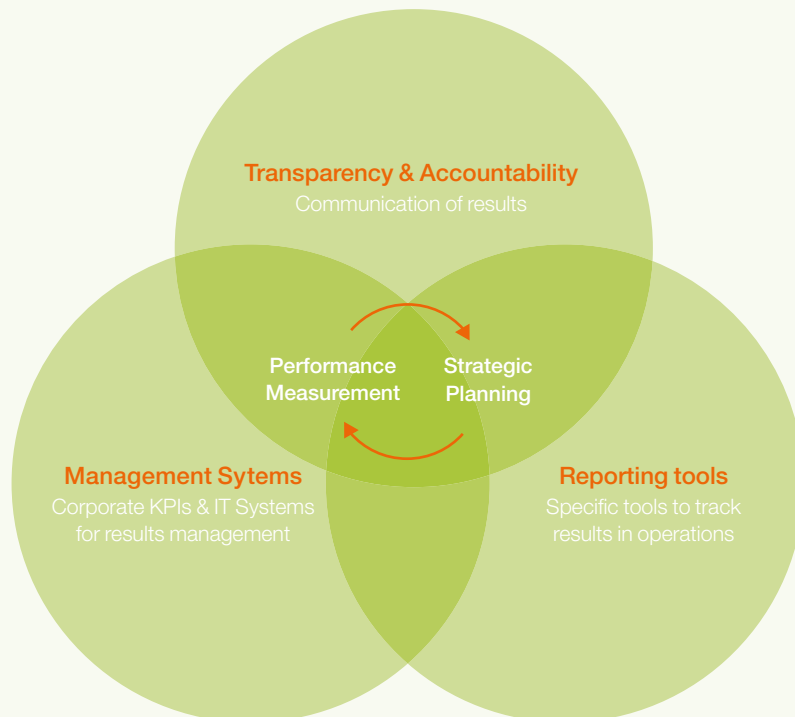 Transparency & Accountability
Communication of results
Performance
Measurement
Strategic
Planning
Management Sytems
Corporate KPIs & IT Systems
for results management
Reporting tools
Specific tools to track
results in operations